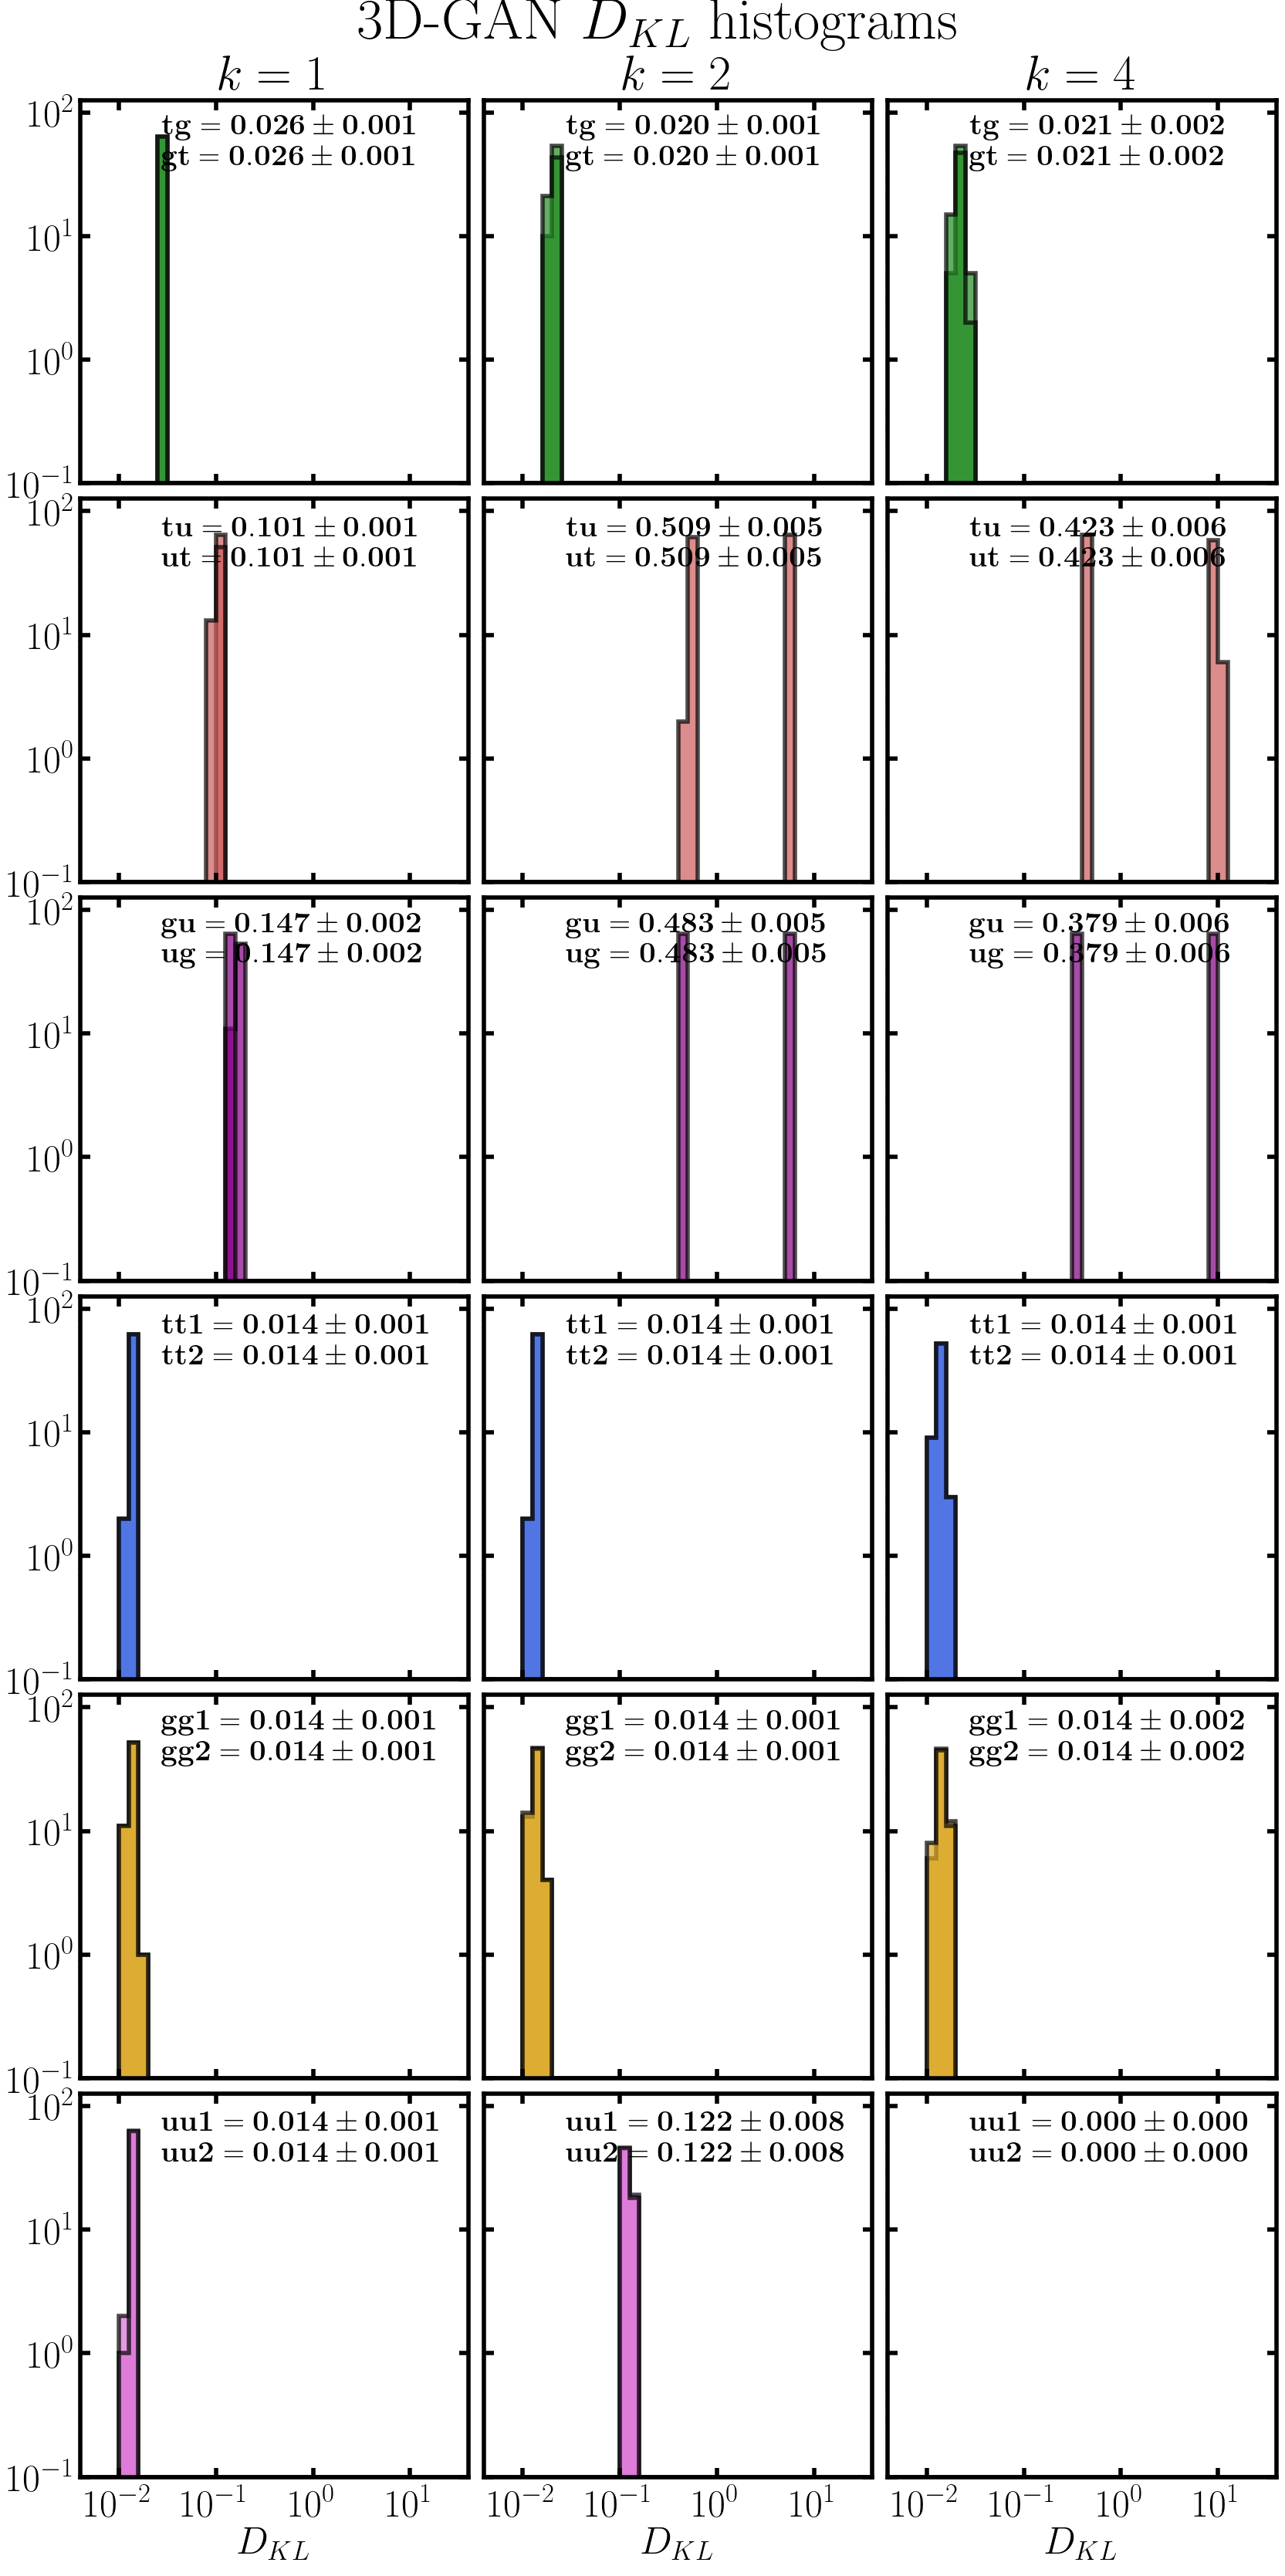 3D-GAN D_{KL} histograms
k = 1 k = 2 k = 4
10^2
tg = 0.026 ± 0.001
gt = 0.026 ± 0.001
tg = 0.020 ± 0.001
gt = 0.020 ± 0.001
tg = 0.021 ± 0.002
gt = 0.021 ± 0.002
10^1
10^0
10^{-1}
10^2
tu = 0.101 ± 0.001
ut = 0.101 ± 0.001
tu = 0.509 ± 0.005
ut = 0.509 ± 0.005
tu = 0.423 ± 0.006
ut = 0.423 ± 0.006
10^1
10^0
10^{-1}
10^2
gu = 0.147 ± 0.002
ug = 0.147 ± 0.002
gu = 0.483 ± 0.005
ug = 0.483 ± 0.005
gu = 0.379 ± 0.006
ug = 0.379 ± 0.006
10^1
10^0
10^{-1}
10^2
tt1 = 0.014 ± 0.001
tt2 = 0.014 ± 0.001
tt1 = 0.014 ± 0.001
tt2 = 0.014 ± 0.001
tt1 = 0.014 ± 0.001
tt2 = 0.014 ± 0.001
10^1
10^0
10^{-1}
10^2
gg1 = 0.014 ± 0.001
gg2 = 0.014 ± 0.001
gg1 = 0.014 ± 0.001
gg2 = 0.014 ± 0.001
gg1 = 0.014 ± 0.002
gg2 = 0.014 ± 0.002
10^1
10^0
10^{-1}
10^2
uu1 = 0.014 ± 0.001
uu2 = 0.014 ± 0.001
uu1 = 0.122 ± 0.008
uu2 = 0.122 ± 0.008
uu1 = 0.000 ± 0.000
uu2 = 0.000 ± 0.000
10^1
10^0
10^{-1}
10^{-2} 10^{-1} 10^0 10^1 10^{-2} 10^{-1} 10^0 10^1 10^{-2} 10^{-1} 10^0 10^1
D_{KL} D_{KL} D_{KL}